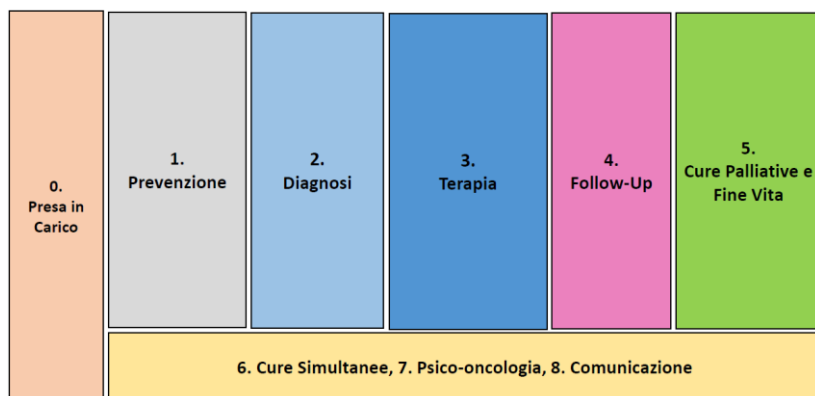 0.
Presa in
Carico
1.
Prevenzione
2.
Diagnosi
3.
Terapia
4.
Follow-Up
5.
Cure Palliative e
Fine Vita
6. Cure Simultanee, 7. Psico-oncologia, 8. Comunicazione